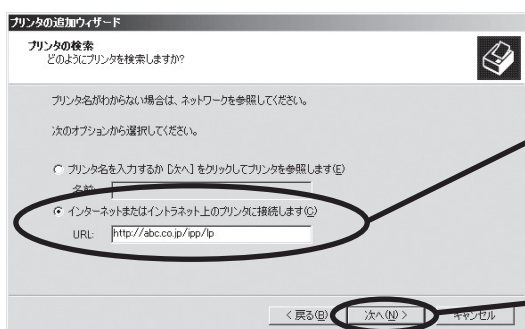 プリンタの追加ウィザード
プリンタの検索
どのようにプリンタを検索しますか?
プリンタ名がわからない場合は、ネットワークを参照してください。
次のオプションから選択してください。
プリンタ名を入力するか [次へ] をクリックしてプリンタを参照します(E)
名前:
インターネットまたはイントラネット上のプリンタに接続します(C)
URL: http://abc.co.jp/ipp/lp
< 戻る(B) 次へ(N) > キャンセル